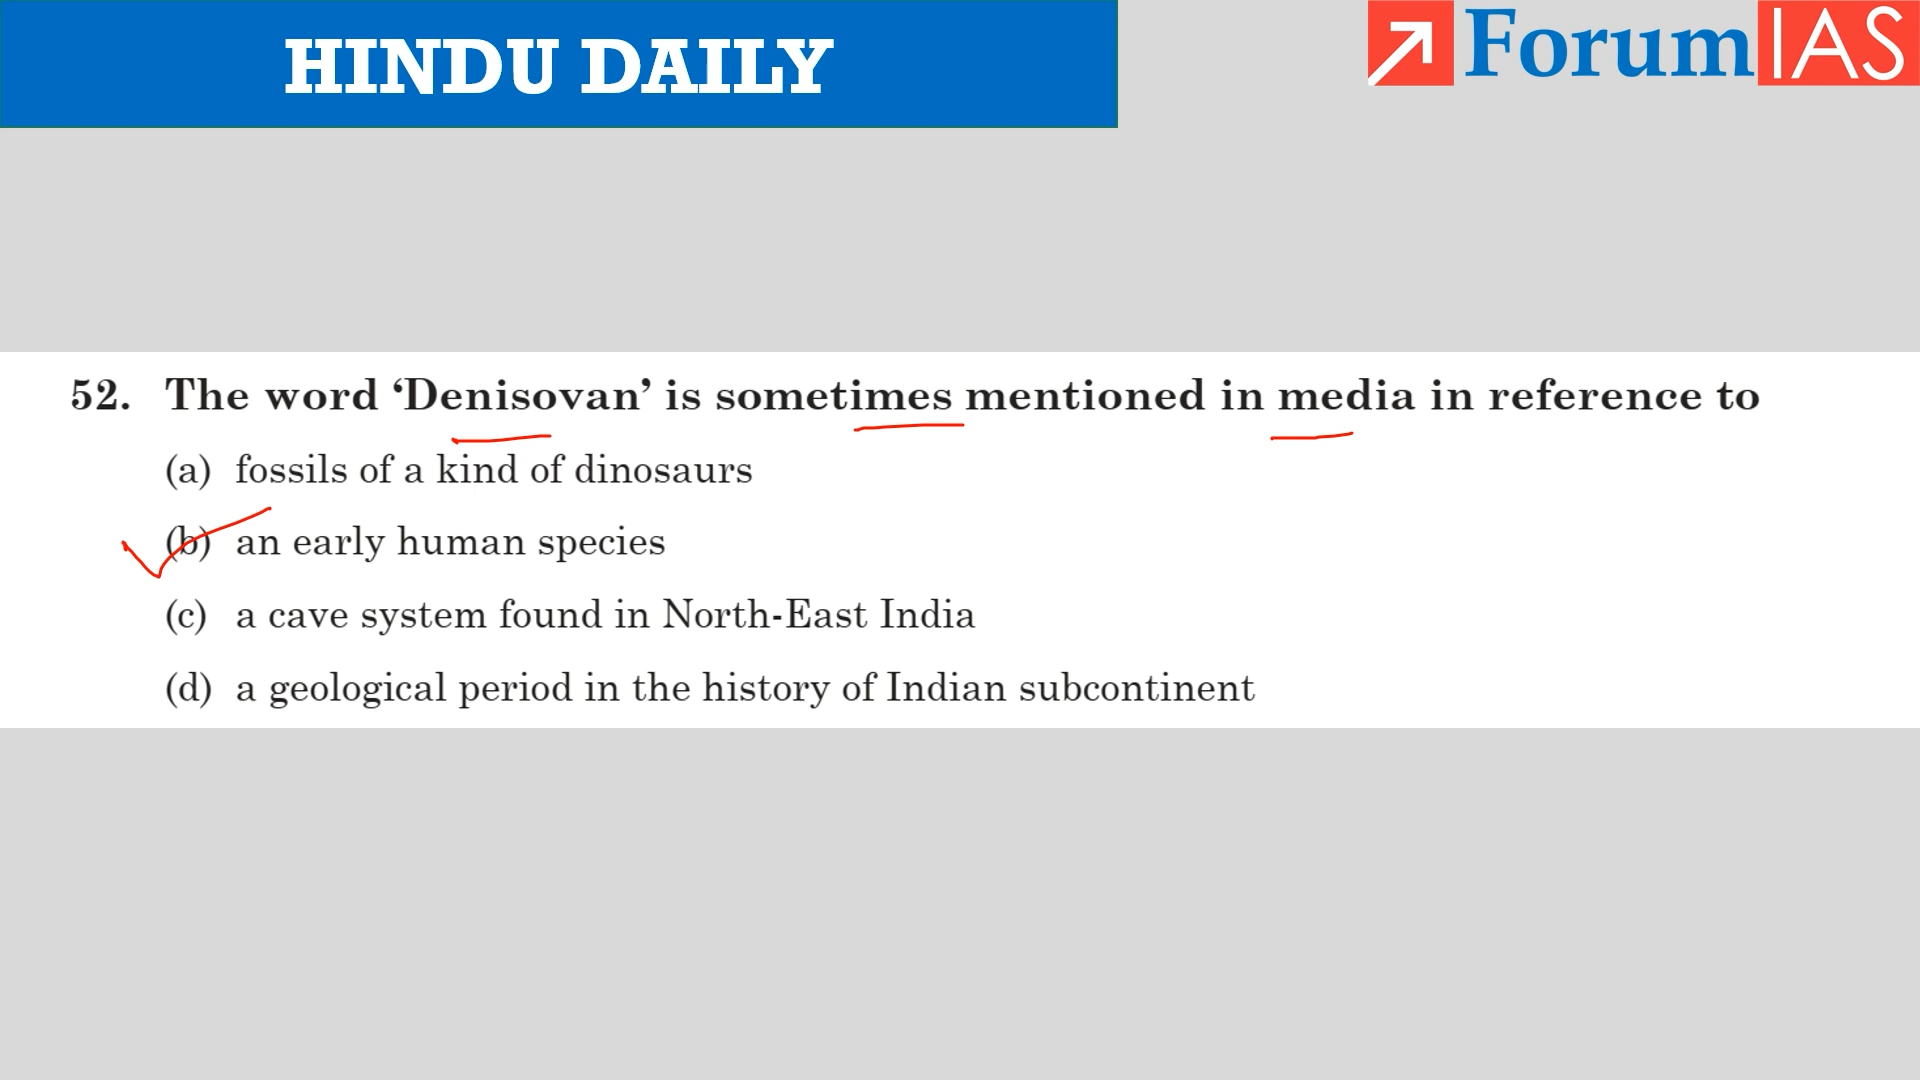 HINDU DAILY
ForumIAS
52. The word ‘Denisovan’ is sometimes mentioned in media in reference to
(a) fossils of a kind of dinosaurs
(b) an early human species
(c) a cave system found in North-East India
(d) a geological period in the history of Indian subcontinent